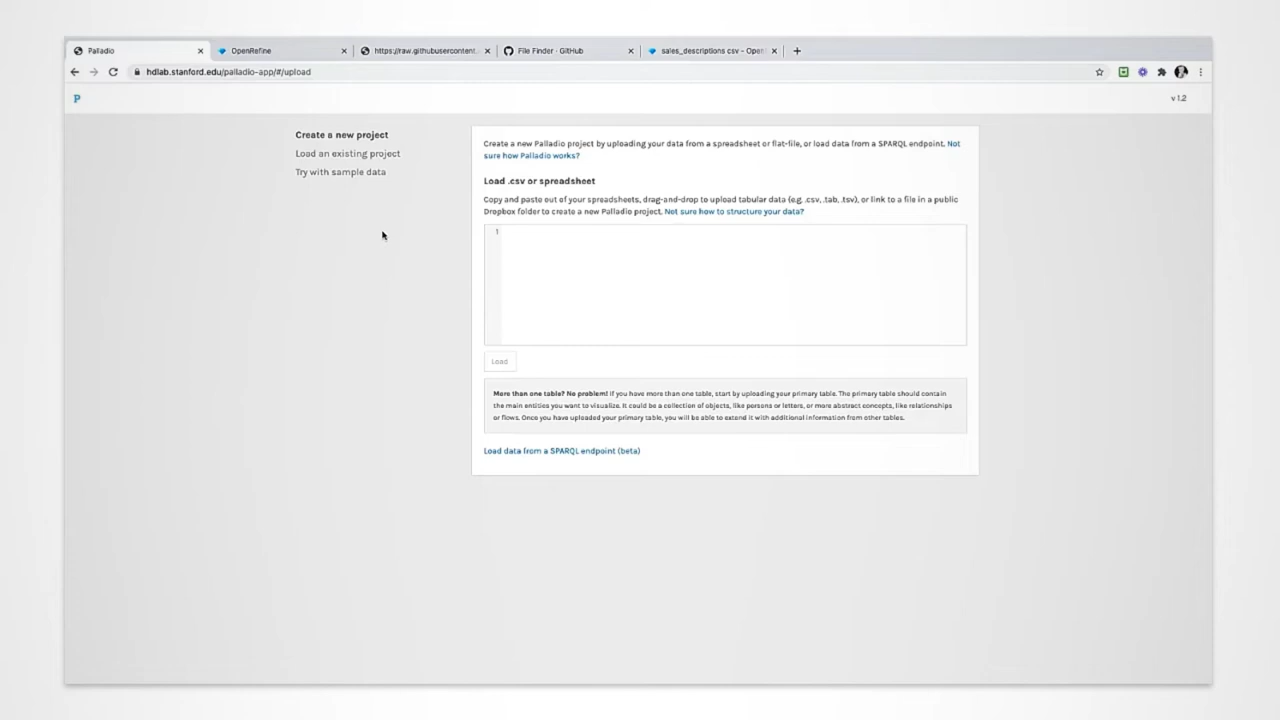 Palladio
OpenRefine
https://raw.githubusercontent.
File Finder · GitHub
sales_descriptions csv - Open
hdlab.stanford.edu/palladio-app/#/upload
P
v 1.2
Create a new project
Load an existing project
Try with sample data
Create a new Palladio project by uploading your data from a spreadsheet or flat-file, or load data from a SPARQL endpoint. Not
sure how Palladio works?
Load .csv or spreadsheet
Copy and paste out of your spreadsheets, drag-and-drop to upload tabular data (e.g. .csv, .tab, .tsv), or link to a file in a public
Dropbox folder to create a new Palladio project. Not sure how to structure your data?
1
Load
More than one table? No problem! If you have more than one table, start by uploading your primary table. The primary table should contain
the main entities you want to visualize. It could be a collection of objects, like persons or letters, or more abstract concepts, like relationships
or flows. Once you have uploaded your primary table, you will be able to extend it with additional information from other tables.
Load data from a SPARQL endpoint (beta)